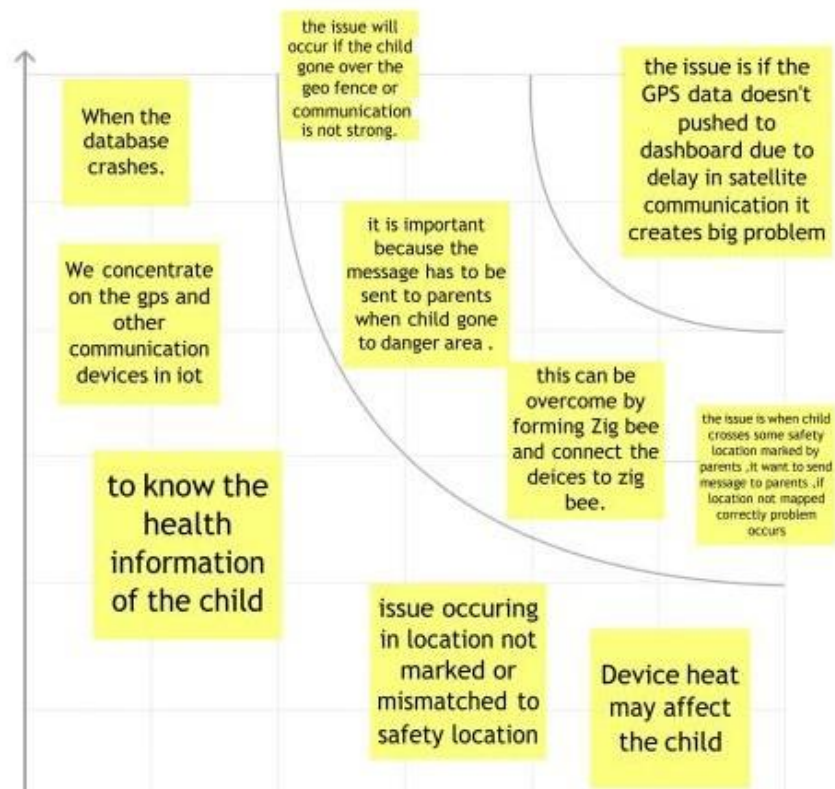 the issue will
occur if the child
gone over the
geo fence or
communication
is not strong.
the issue is if the
GPS data doesn't
pushed to
dashboard due to
delay in satellite
communication it
creates big problem
When the
database
crashes.
it is important
because the
message has to be
sent to parents
when child gone
to danger area .
We concentrate
on the gps and
other
communication
devices in iot
this can be
overcome by
forming Zig bee
and connect the
deices to zig
bee.
the issue is when child
crosses some safety
location marked by
parents ,it want to send
message to parents ,if
location not mapped
correctly problem
occurs
to know the
health
information
of the child
issue occuring
in location not
marked or
mismatched to
safety location
Device heat
may affect
the child